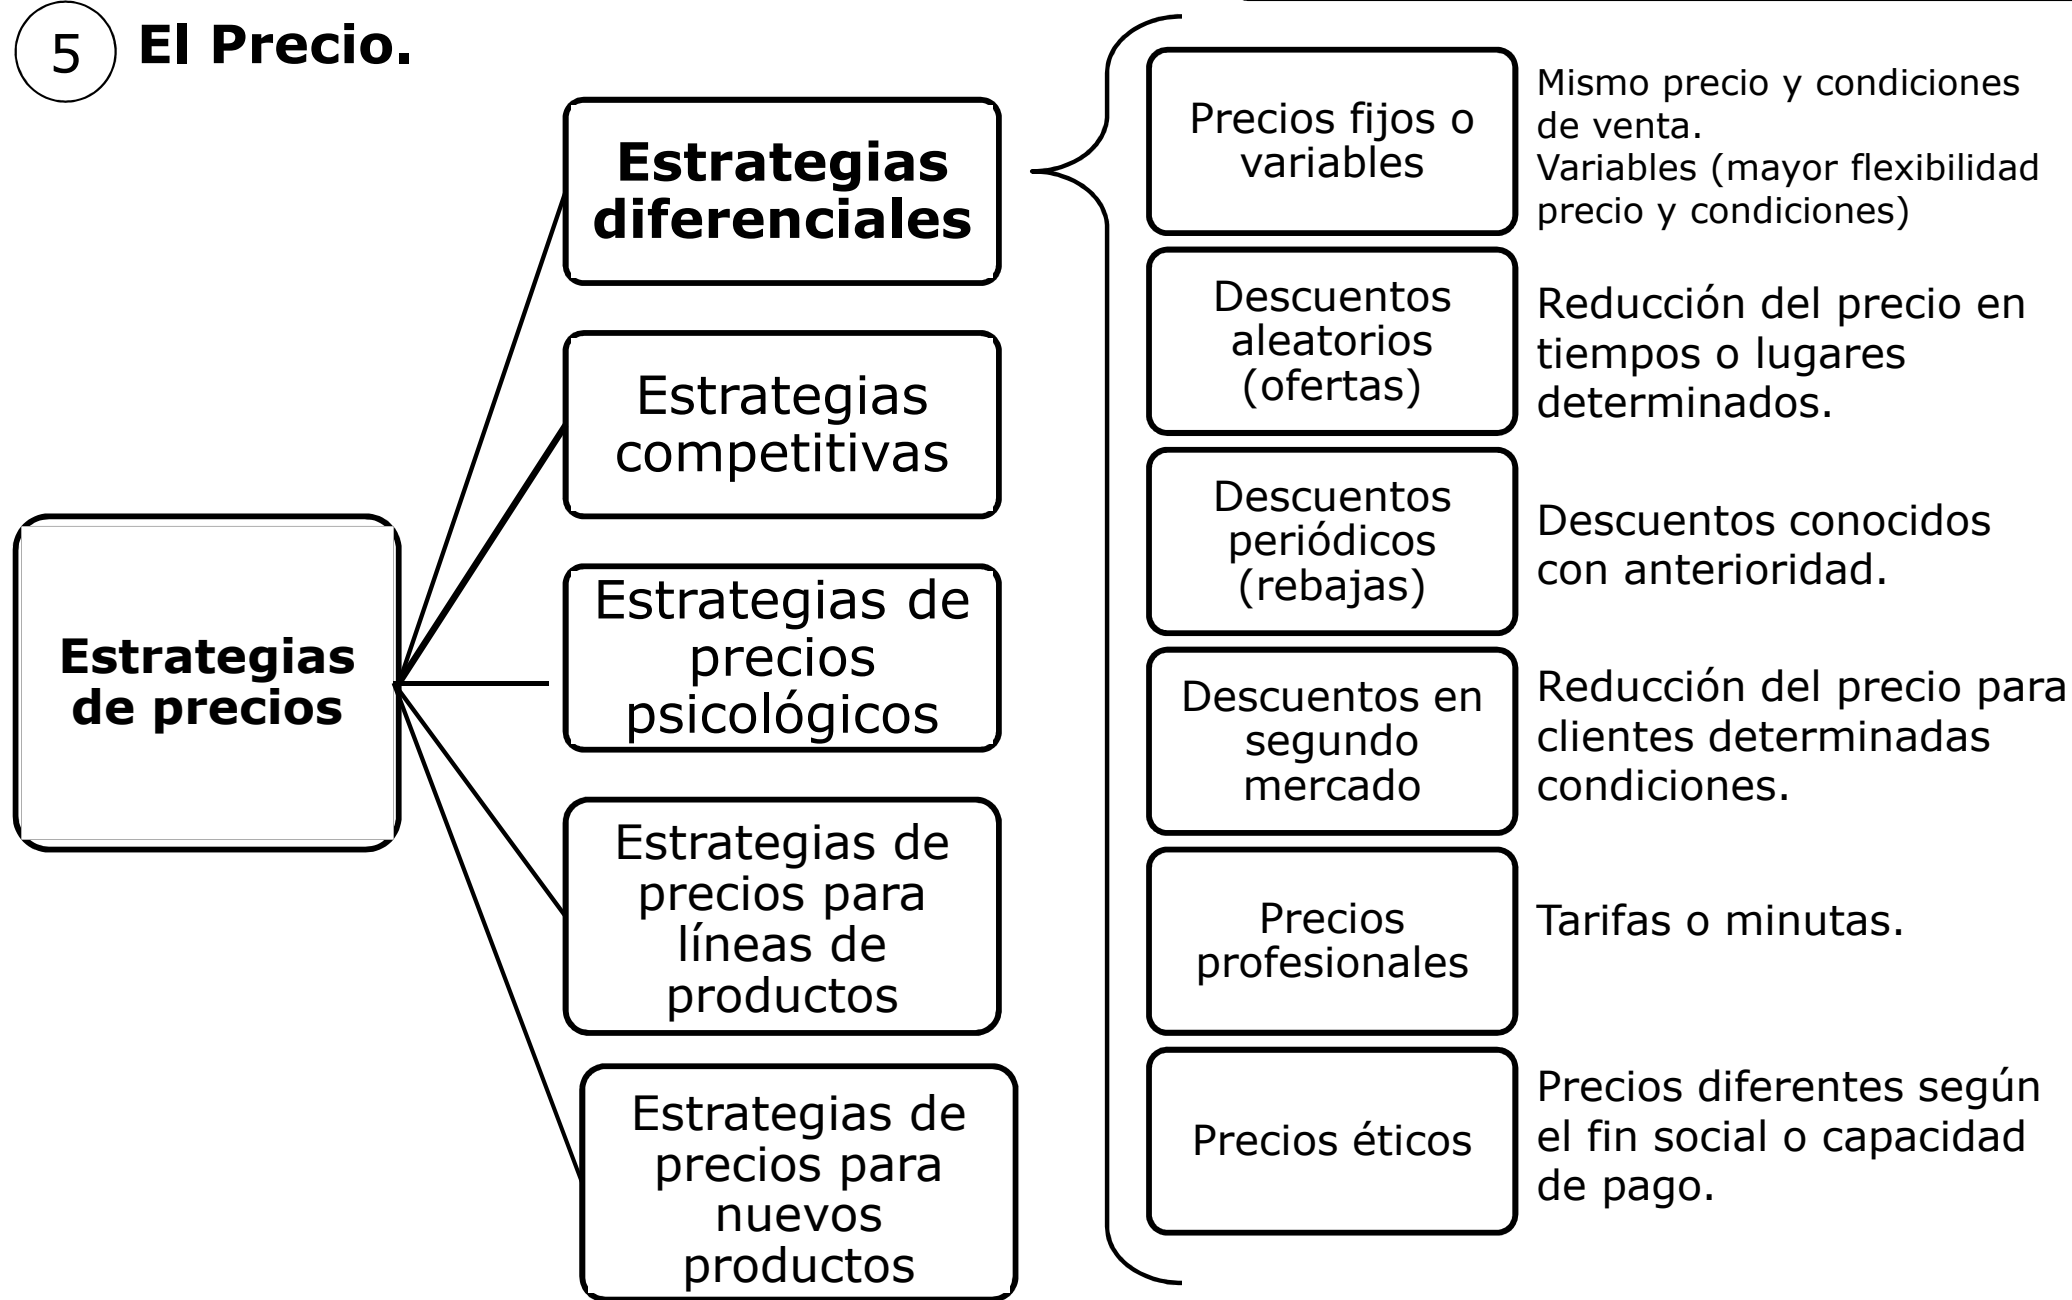 5
El Precio.
Estrategias
de precios
Estrategias
diferenciales
Estrategias
competitivas
Estrategias de
precios
psicológicos
Estrategias de
precios para
líneas de
productos
Estrategias de
precios para
nuevos
productos
Precios fijos o
variables
Mismo precio y condiciones
de venta.
Variables (mayor flexibilidad
precio y condiciones)
Descuentos
aleatorios
(ofertas)
Reducción del precio en
tiempos o lugares
determinados.
Descuentos
periódicos
(rebajas)
Descuentos conocidos
con anterioridad.
Descuentos en
segundo
mercado
Reducción del precio para
clientes determinadas
condiciones.
Precios
profesionales
Tarifas o minutas.
Precios éticos
Precios diferentes según
el fin social o capacidad
de pago.